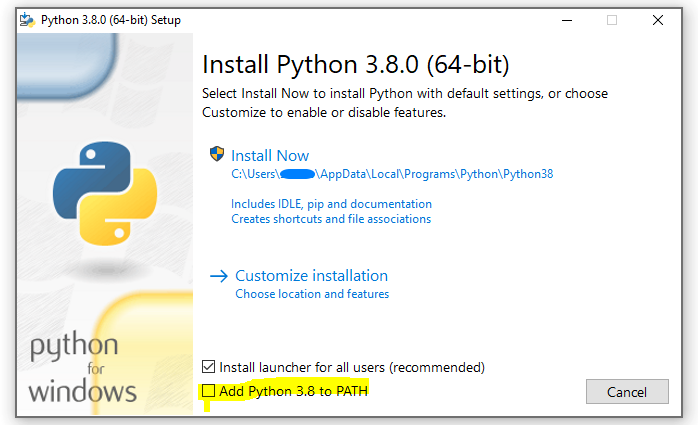 Python 3.8.0 (64-bit) Setup
Install Python 3.8.0 (64-bit)
Select Install Now to install Python with default settings, or choose
Customize to enable or disable features.
Install Now
C:\Users\ \AppData\Local\Programs\Python\Python38
Includes IDLE, pip and documentation
Creates shortcuts and file associations
Customize installation
Choose location and features
python
for
windows
Install launcher for all users (recommended)
Add Python 3.8 to PATH
Cancel